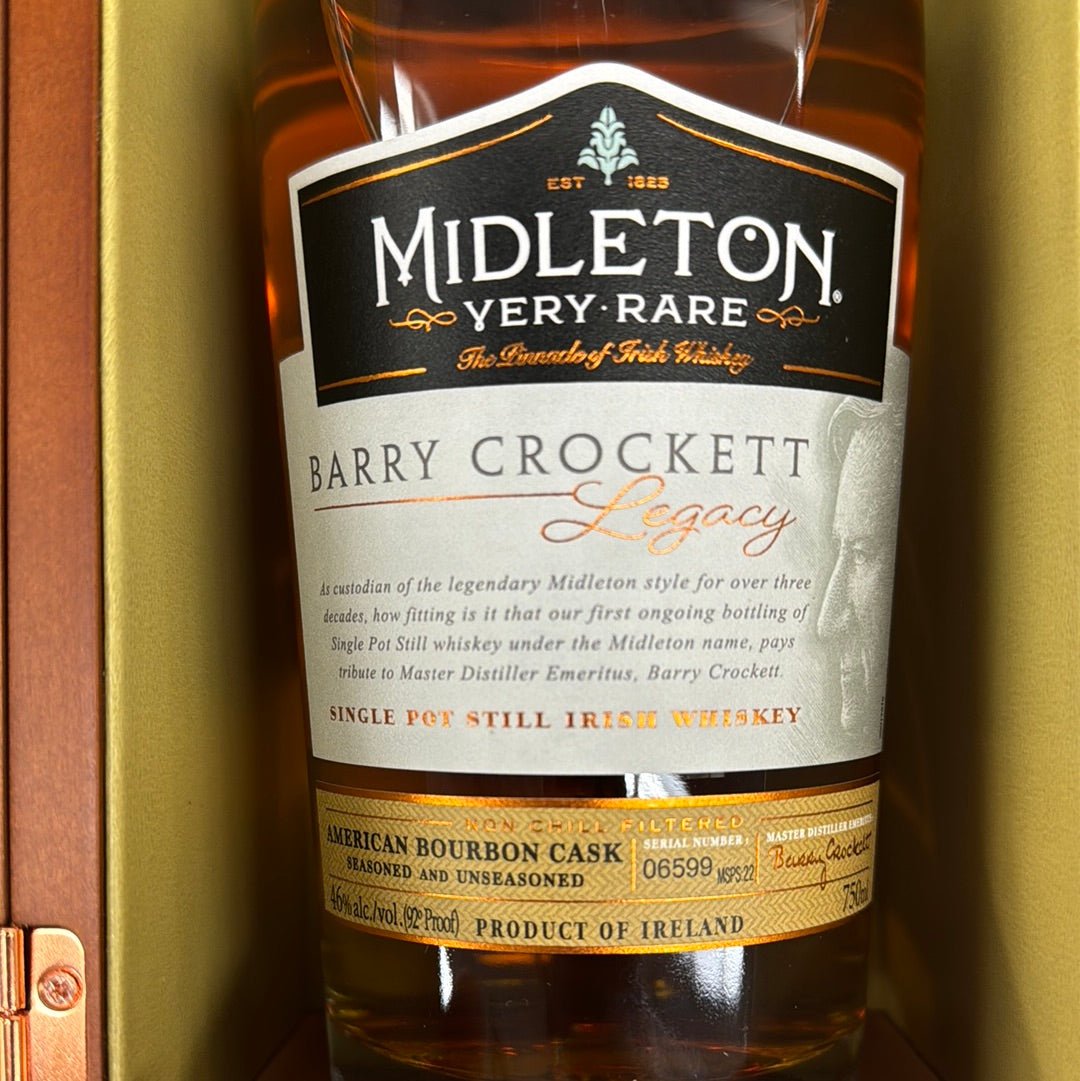 EST 1825
MIDLETON®
VERY·RARE
The Pinnacle of Irish Whiskey
BARRY CROCKETT
Legacy
As custodian of the legendary Midleton style for over three
decades, how fitting is it that our first ongoing bottling of
Single Pot Still whiskey under the Midleton name, pays
tribute to Master Distiller Emeritus, Barry Crockett.
SINGLE POT STILL IRISH WHISKEY
NON CHILL FILTERED
AMERICAN BOURBON CASK
SEASONED AND UNSEASONED
SERIAL NUMBER:
06599 MSPS:22
MASTER DISTILLER EMERITUS:
Barry Crockett
46% alc./vol. (92° Proof)
PRODUCT OF IRELAND
750ml